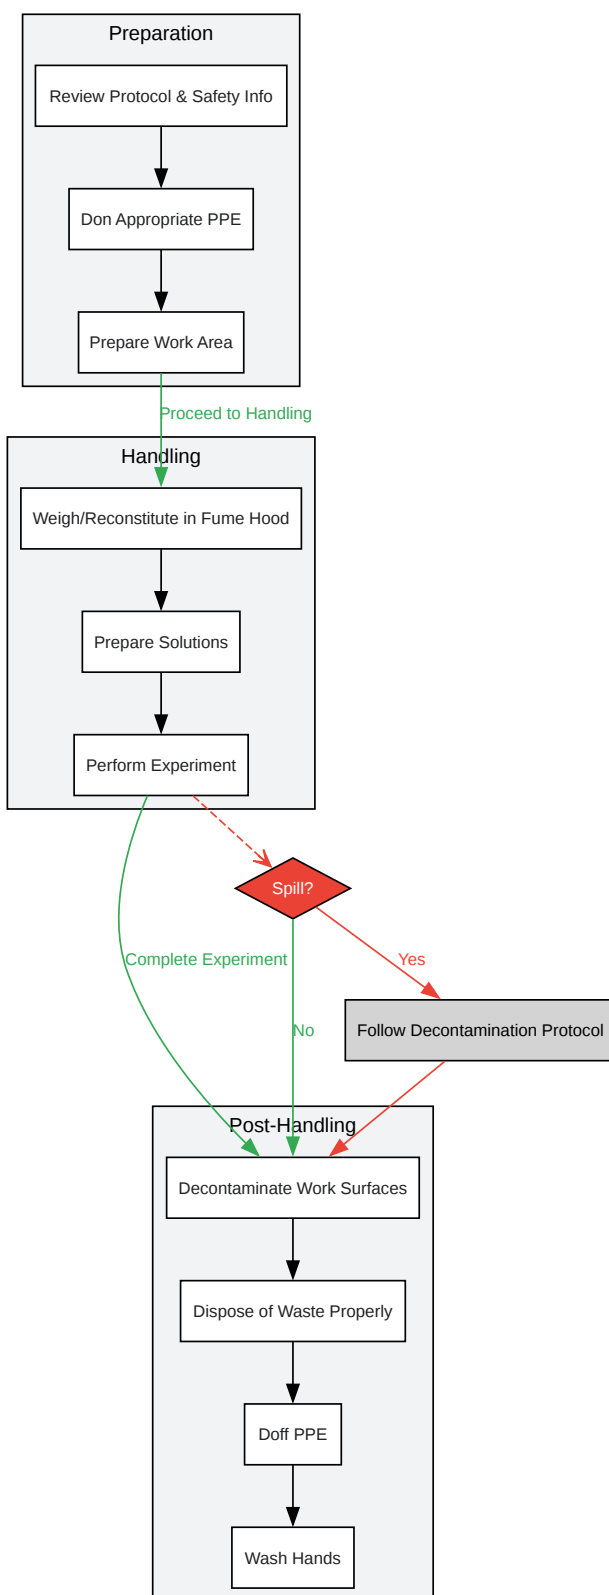 Preparation
Review Protocol & Safety Info
Don Appropriate PPE
Prepare Work Area
Proceed to Handling
Handling
Weigh/Reconstitute in Fume Hood
Prepare Solutions
Perform Experiment
Spill?
Complete Experiment
Yes
No
Follow Decontamination Protocol
Post-Handling
Decontaminate Work Surfaces
Dispose of Waste Properly
Doff PPE
Wash Hands